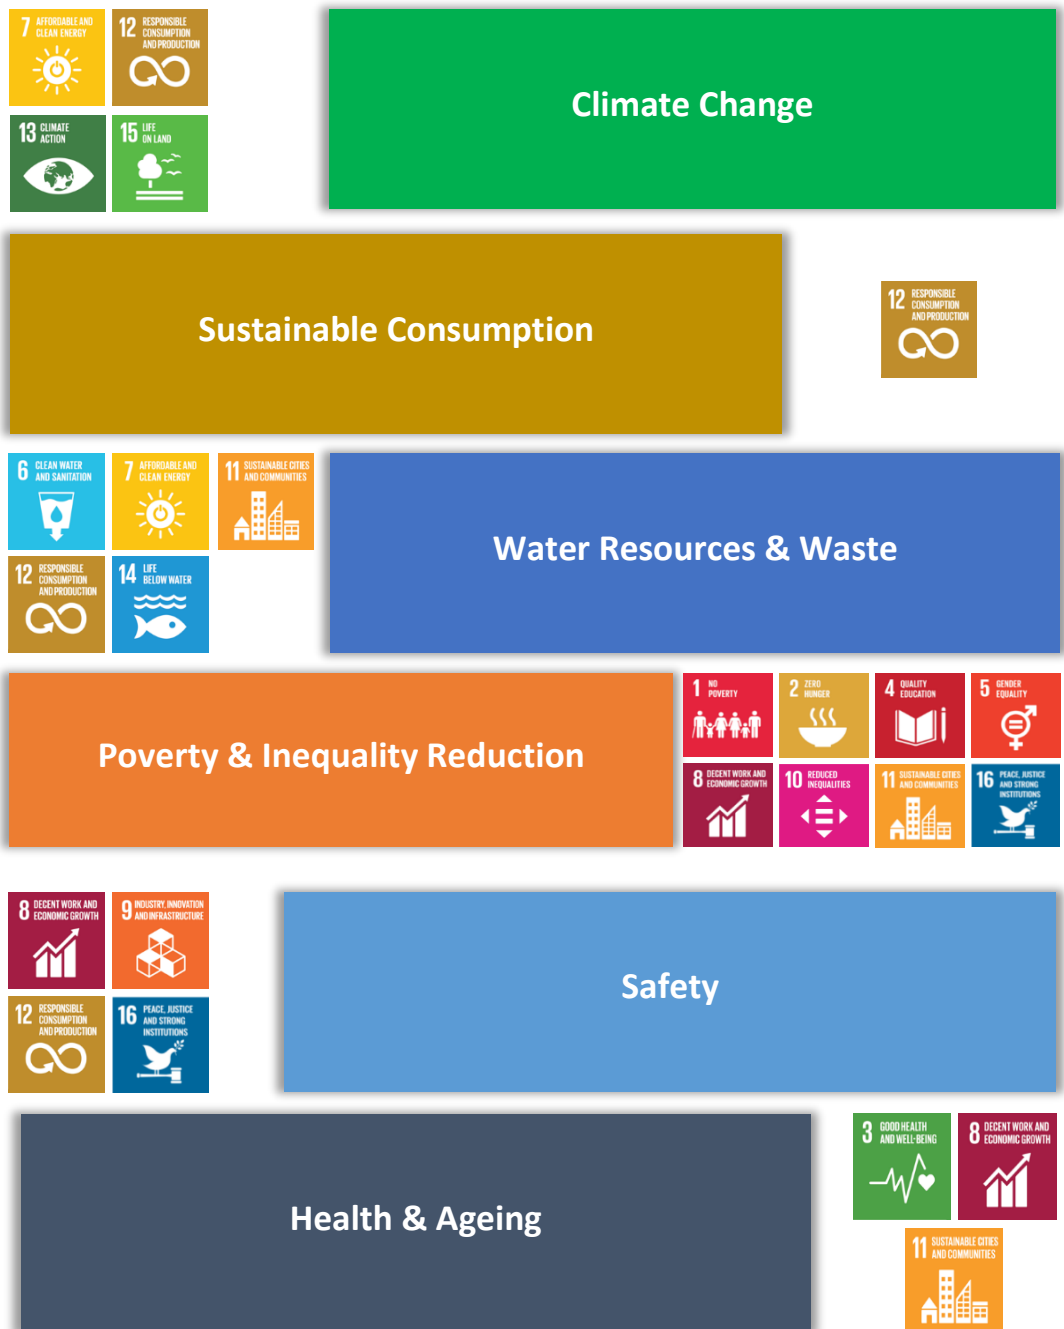 7 AFFORDABLE AND
CLEAN ENERGY
12 RESPONSIBLE
CONSUMPTION
AND PRODUCTION
13 CLIMATE
ACTION
15 LIFE
ON LAND
Climate Change
Sustainable Consumption
12 RESPONSIBLE
CONSUMPTION
AND PRODUCTION
6 CLEAN WATER
AND SANITATION
7 AFFORDABLE AND
CLEAN ENERGY
11 SUSTAINABLE CITIES
AND COMMUNITIES
12 RESPONSIBLE
CONSUMPTION
AND PRODUCTION
14 LIFE
BELOW WATER
Water Resources & Waste
Poverty & Inequality Reduction
1 NO
POVERTY
2 ZERO
HUNGER
4 QUALITY
EDUCATION
5 GENDER
EQUALITY
8 DECENT WORK AND
ECONOMIC GROWTH
10 REDUCED
INEQUALITIES
11 SUSTAINABLE CITIES
AND COMMUNITIES
16 PEACE, JUSTICE
AND STRONG
INSTITUTIONS
8 DECENT WORK AND
ECONOMIC GROWTH
9 INDUSTRY, INNOVATION
AND INFRASTRUCTURE
12 RESPONSIBLE
CONSUMPTION
AND PRODUCTION
16 PEACE, JUSTICE
AND STRONG
INSTITUTIONS
Safety
Health & Ageing
3 GOOD HEALTH
AND WELL-BEING
8 DECENT WORK AND
ECONOMIC GROWTH
11 SUSTAINABLE CITIES
AND COMMUNITIES